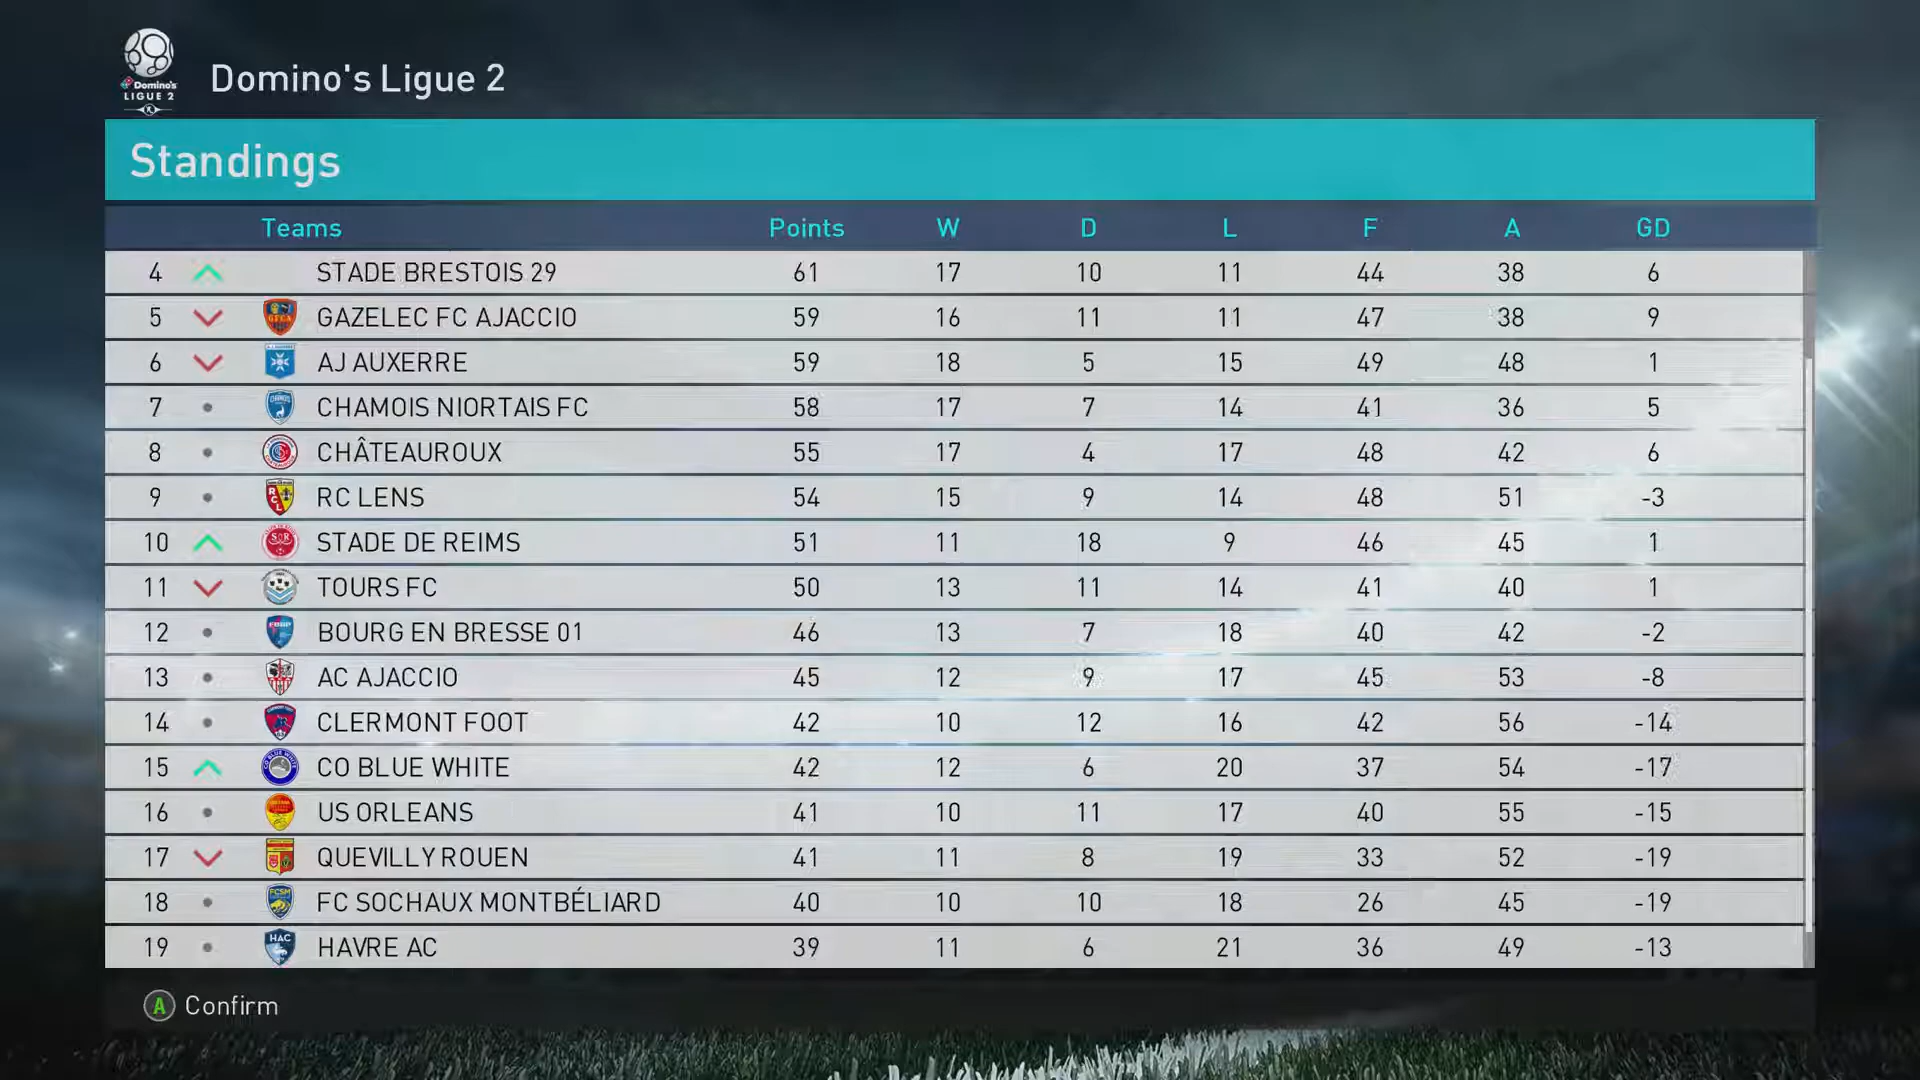 Domino's
LIGUE 2
Domino's Ligue 2
Standings
Teams Points W D L F A GD
4 STADE BRESTOIS 29 61 17 10 11 44 38 6
5 GAZELEC FC AJACCIO 59 16 11 11 47 38 9
6 AJ AUXERRE 59 18 5 15 49 48 1
7 CHAMOIS NIORTAIS FC 58 17 7 14 41 36 5
8 CHÂTEAUROUX 55 17 4 17 48 42 6
9 RC LENS 54 15 9 14 48 51 -3
10 STADE DE REIMS 51 11 18 9 46 45 1
11 TOURS FC 50 13 11 14 41 40 1
12 BOURG EN BRESSE 01 46 13 7 18 40 42 -2
13 AC AJACCIO 45 12 9 17 45 53 -8
14 CLERMONT FOOT 42 10 12 16 42 56 -14
15 CO BLUE WHITE 42 12 6 20 37 54 -17
16 US ORLEANS 41 10 11 17 40 55 -15
17 QUEVILLY ROUEN 41 11 8 19 33 52 -19
18 FC SOCHAUX MONTBÉLIARD 40 10 10 18 26 45 -19
19 HAC HAVRE AC 39 11 6 21 36 49 -13
A Confirm